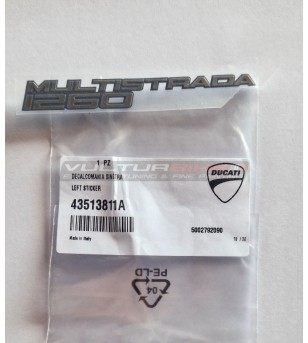 MULTISTRADA
1260
1 PZ
DECALCOMANIA SINISTRA
LEFT STICKER
43513811A
DUCATI
5002792090
Made in Italy
04
PE-LD